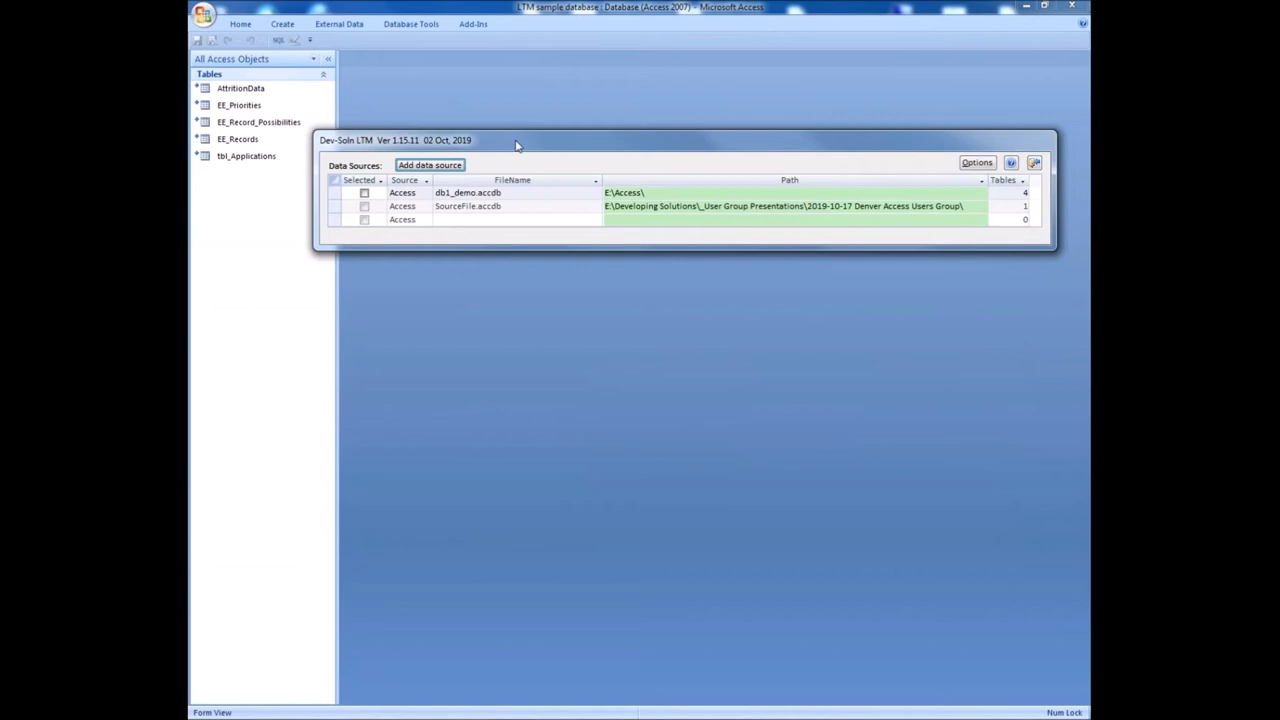 LTM sample database : Database (Access 2007) - Microsoft Access
Home Create External Data Database Tools Add-Ins
SQL
All Access Objects
Tables
AttritionData
EE_Priorities
EE_Record_Possibilities
EE_Records
tbl_Applications
Dev-Soln LTM Ver 1.15.11 02 Oct, 2019
Data Sources: Add data source Options
Selected Source FileName Path Tables
Access db1_demo.accdb E:\Access\ 4
Access SourceFile.accdb E:\Developing Solutions\_User Group Presentations\2019-10-17 Denver Access Users Group\ 1
Access 0
Form View Num Lock